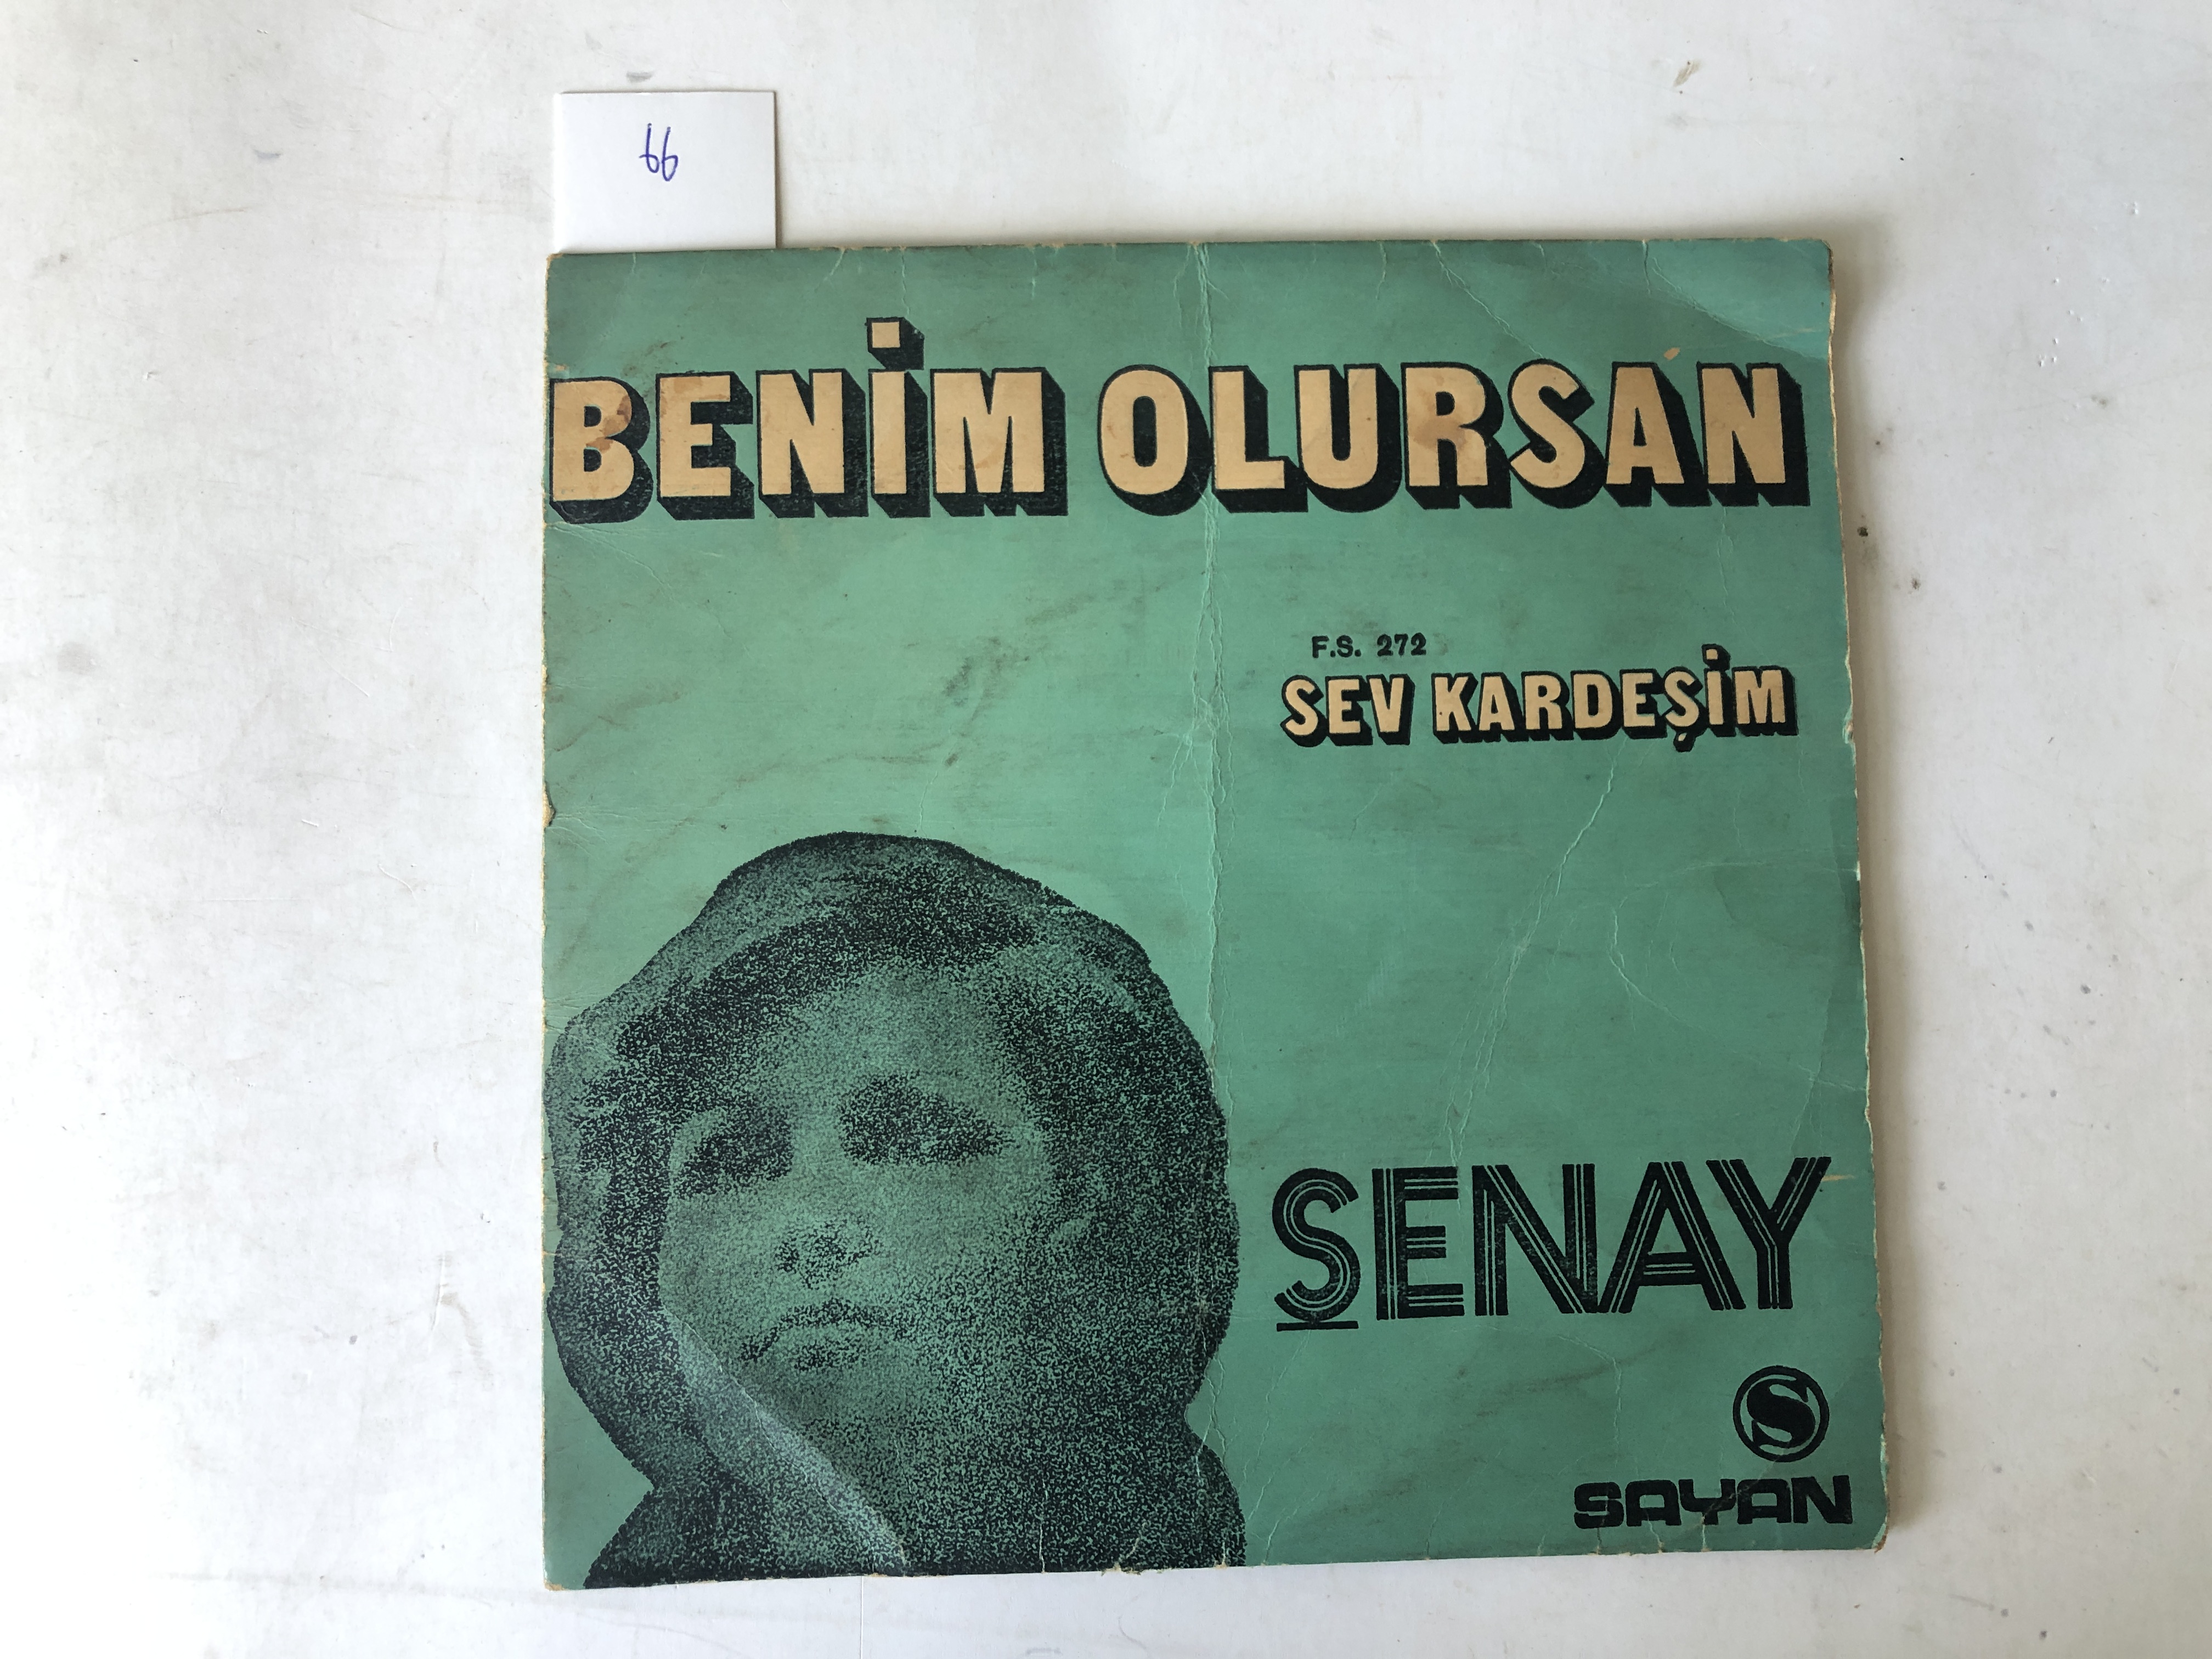 66
BENİM OLURSAN
F.S. 272
SEV KARDEŞİM
ŞENAY
S
SAYAN